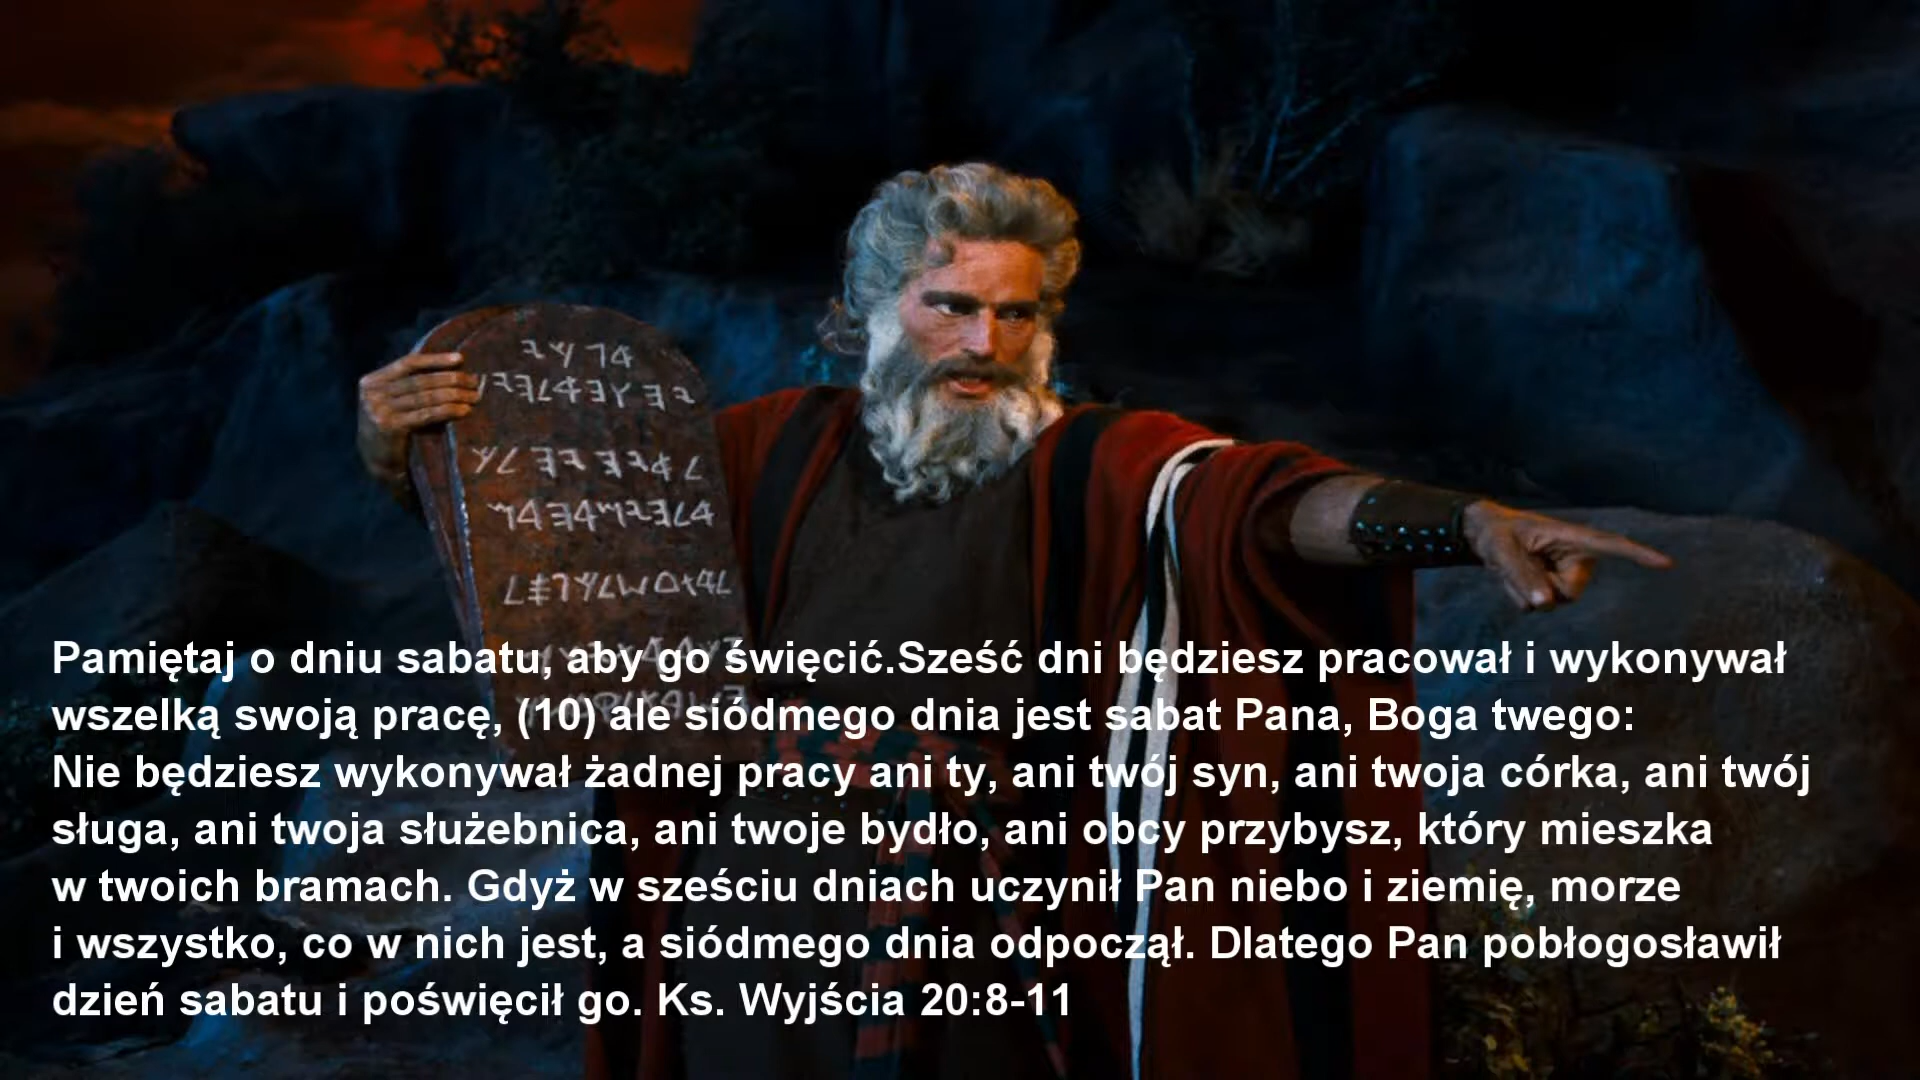 Pamiętaj o dniu sabatu, aby go święcić.Sześć dni będziesz pracował i wykonywał
wszelką swoją pracę, (10) ale siódmego dnia jest sabat Pana, Boga twego:
Nie będziesz wykonywał żadnej pracy ani ty, ani twój syn, ani twoja córka, ani twój
sługa, ani twoja służebnica, ani twoje bydło, ani obcy przybysz, który mieszka
w twoich bramach. Gdyż w sześciu dniach uczynił Pan niebo i ziemię, morze
i wszystko, co w nich jest, a siódmego dnia odpoczął. Dlatego Pan pobłogosławił
dzień sabatu i poświęcił go. Ks. Wyjścia 20:8-11